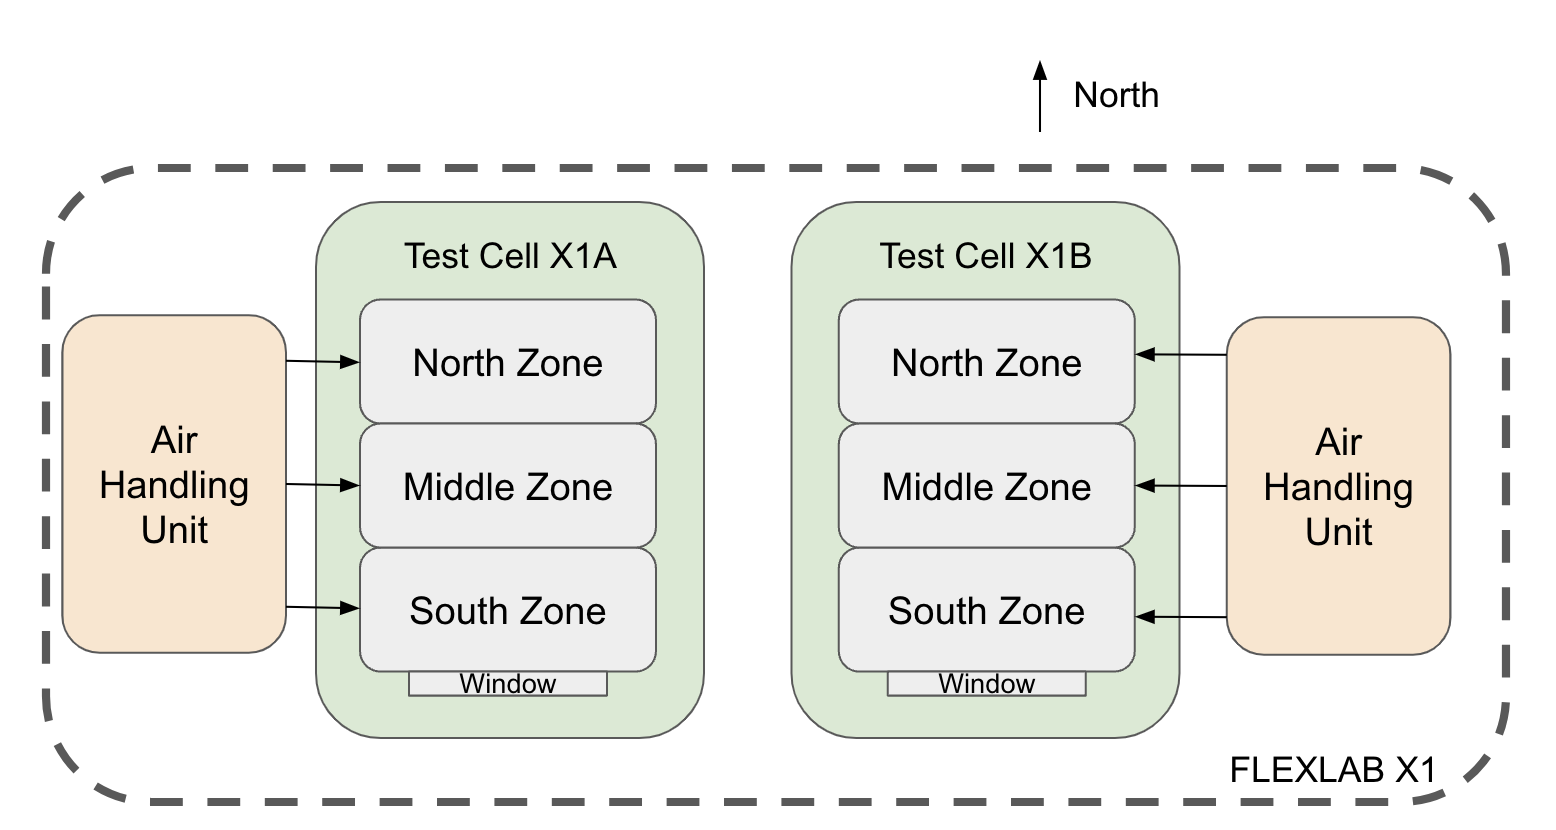 North
Test Cell X1A
North Zone
Middle Zone
South Zone
Window
Air
Handling
Unit
Test Cell X1B
North Zone
Middle Zone
South Zone
Window
Air
Handling
Unit
FLEXLAB X1